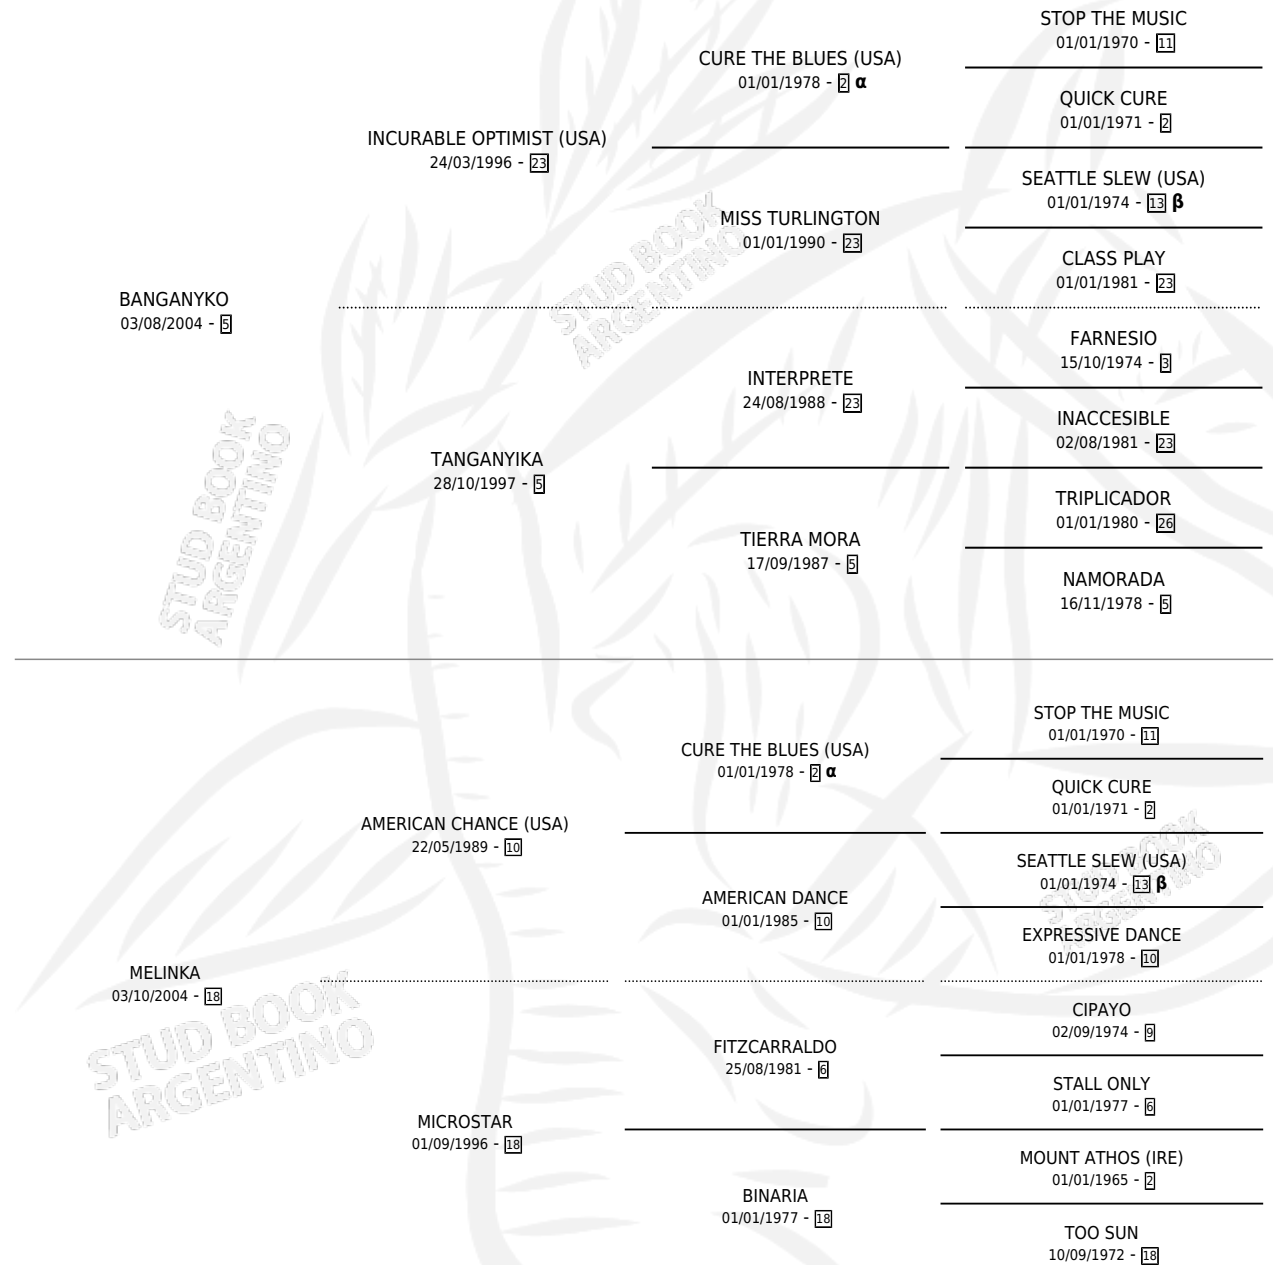 STOP THE MUSIC
01/01/1970 - 11
CURE THE BLUES (USA)
01/01/1978 - 2 α
QUICK CURE
01/01/1971 - 2
INCURABLE OPTIMIST (USA)
24/03/1996 - 23
SEATTLE SLEW (USA)
01/01/1974 - 13 β
MISS TURLINGTON
01/01/1990 - 23
CLASS PLAY
01/01/1981 - 23
BANGANYKO
03/08/2004 - 5
FARNESIO
15/10/1974 - 3
INTERPRETE
24/08/1988 - 23
INACCESIBLE
02/08/1981 - 23
TANGANYIKA
28/10/1997 - 5
TRIPLICADOR
01/01/1980 - 26
TIERRA MORA
17/09/1987 - 5
NAMORADA
16/11/1978 - 5
STUD BOOK
ARGENTINO
STUD BOOK
ARGENTINO
STOP THE MUSIC
01/01/1970 - 11
CURE THE BLUES (USA)
01/01/1978 - 2 α
QUICK CURE
01/01/1971 - 2
AMERICAN CHANCE (USA)
22/05/1989 - 10
SEATTLE SLEW (USA)
01/01/1974 - 13 β
AMERICAN DANCE
01/01/1985 - 10
EXPRESSIVE DANCE
01/01/1978 - 10
MELINKA
03/10/2004 - 18
CIPAYO
02/09/1974 - 9
FITZCARRALDO
25/08/1981 - 6
STALL ONLY
01/01/1977 - 6
MICROSTAR
01/09/1996 - 18
MOUNT ATHOS (IRE)
01/01/1965 - 2
BINARIA
01/01/1977 - 18
TOO SUN
10/09/1972 - 18
STUD BOOK
ARGENTINO
STUD BOOK
ARGENTINO